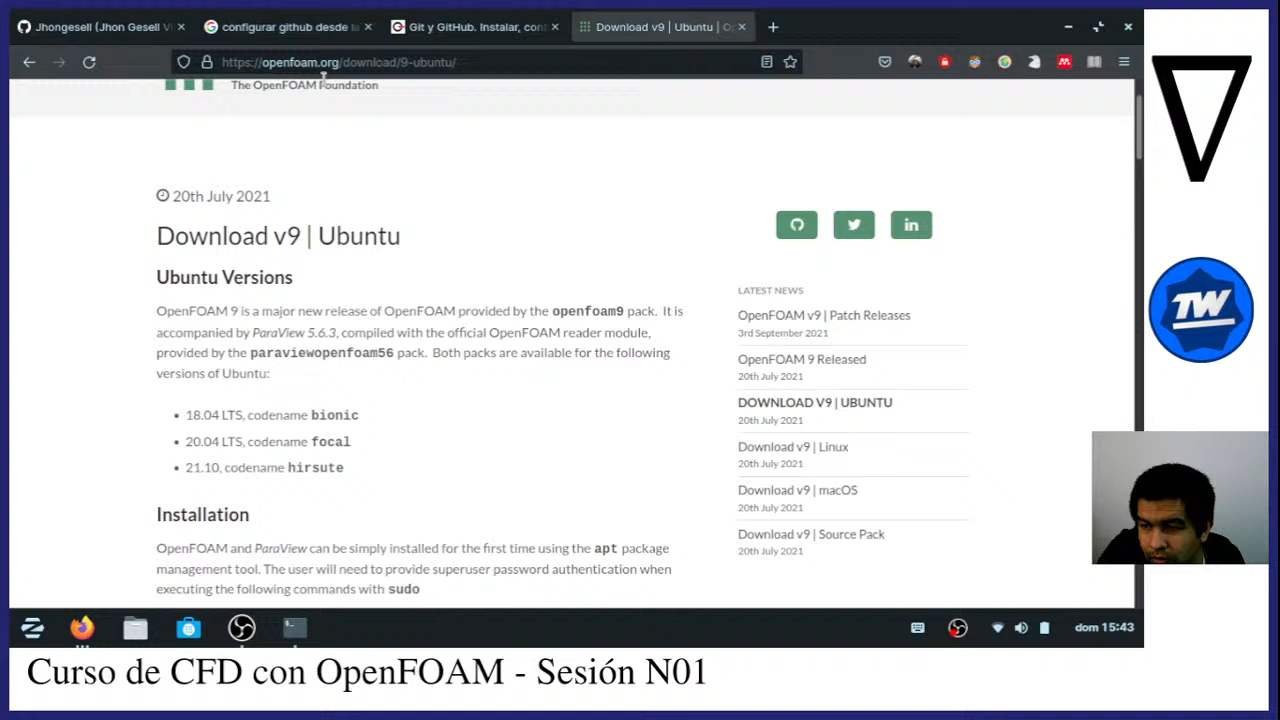 Jhongesell (Jhon Gesell Vi
configurar github desde la
Git y GitHub. Instalar, con
Download v9 | Ubuntu | O
https://openfoam.org/download/9-ubuntu/
The OpenFOAM Foundation
20th July 2021
Download v9 | Ubuntu
Ubuntu Versions
OpenFOAM 9 is a major new release of OpenFOAM provided by the openfoam9 pack. It is
accompanied by ParaView 5.6.3, compiled with the official OpenFOAM reader module,
provided by the paraviewopenfoam56 pack. Both packs are available for the following
versions of Ubuntu:
18.04 LTS, codename bionic
20.04 LTS, codename focal
21.10, codename hirsute
Installation
OpenFOAM and ParaView can be simply installed for the first time using the apt package
management tool. The user will need to provide superuser password authentication when
executing the following commands with sudo
LATEST NEWS
OpenFOAM v9 | Patch Releases
3rd September 2021
OpenFOAM 9 Released
20th July 2021
DOWNLOAD V9 | UBUNTU
20th July 2021
Download v9 | Linux
20th July 2021
Download v9 | macOS
20th July 2021
Download v9 | Source Pack
20th July 2021
TW
dom 15:43
Curso de CFD con OpenFOAM - Sesión N01